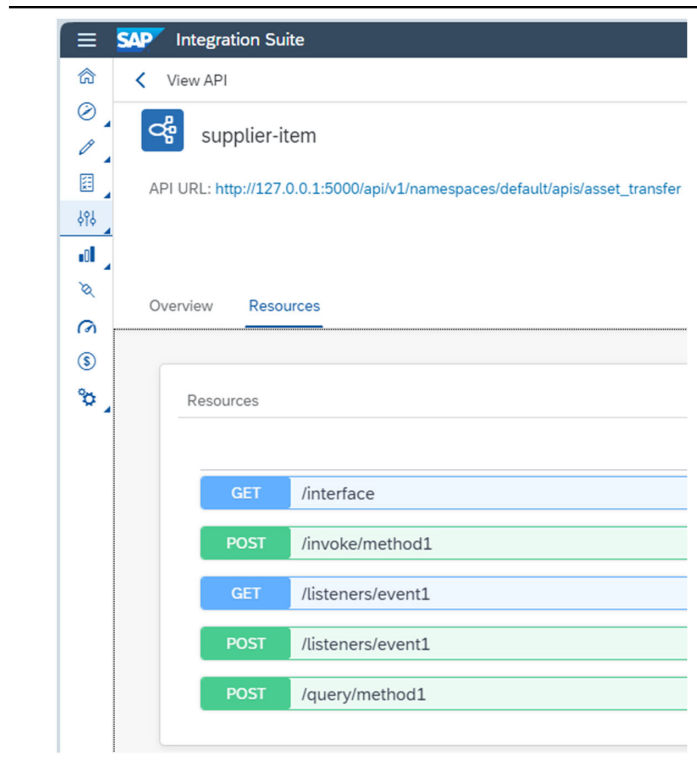 SAP Integration Suite
View API
supplier-item
API URL: http://127.0.0.1:5000/api/v1/namespaces/default/apis/asset_transfer
Overview Resources
Resources
GET /interface
POST /invoke/method1
GET /listeners/event1
POST /listeners/event1
POST /query/method1